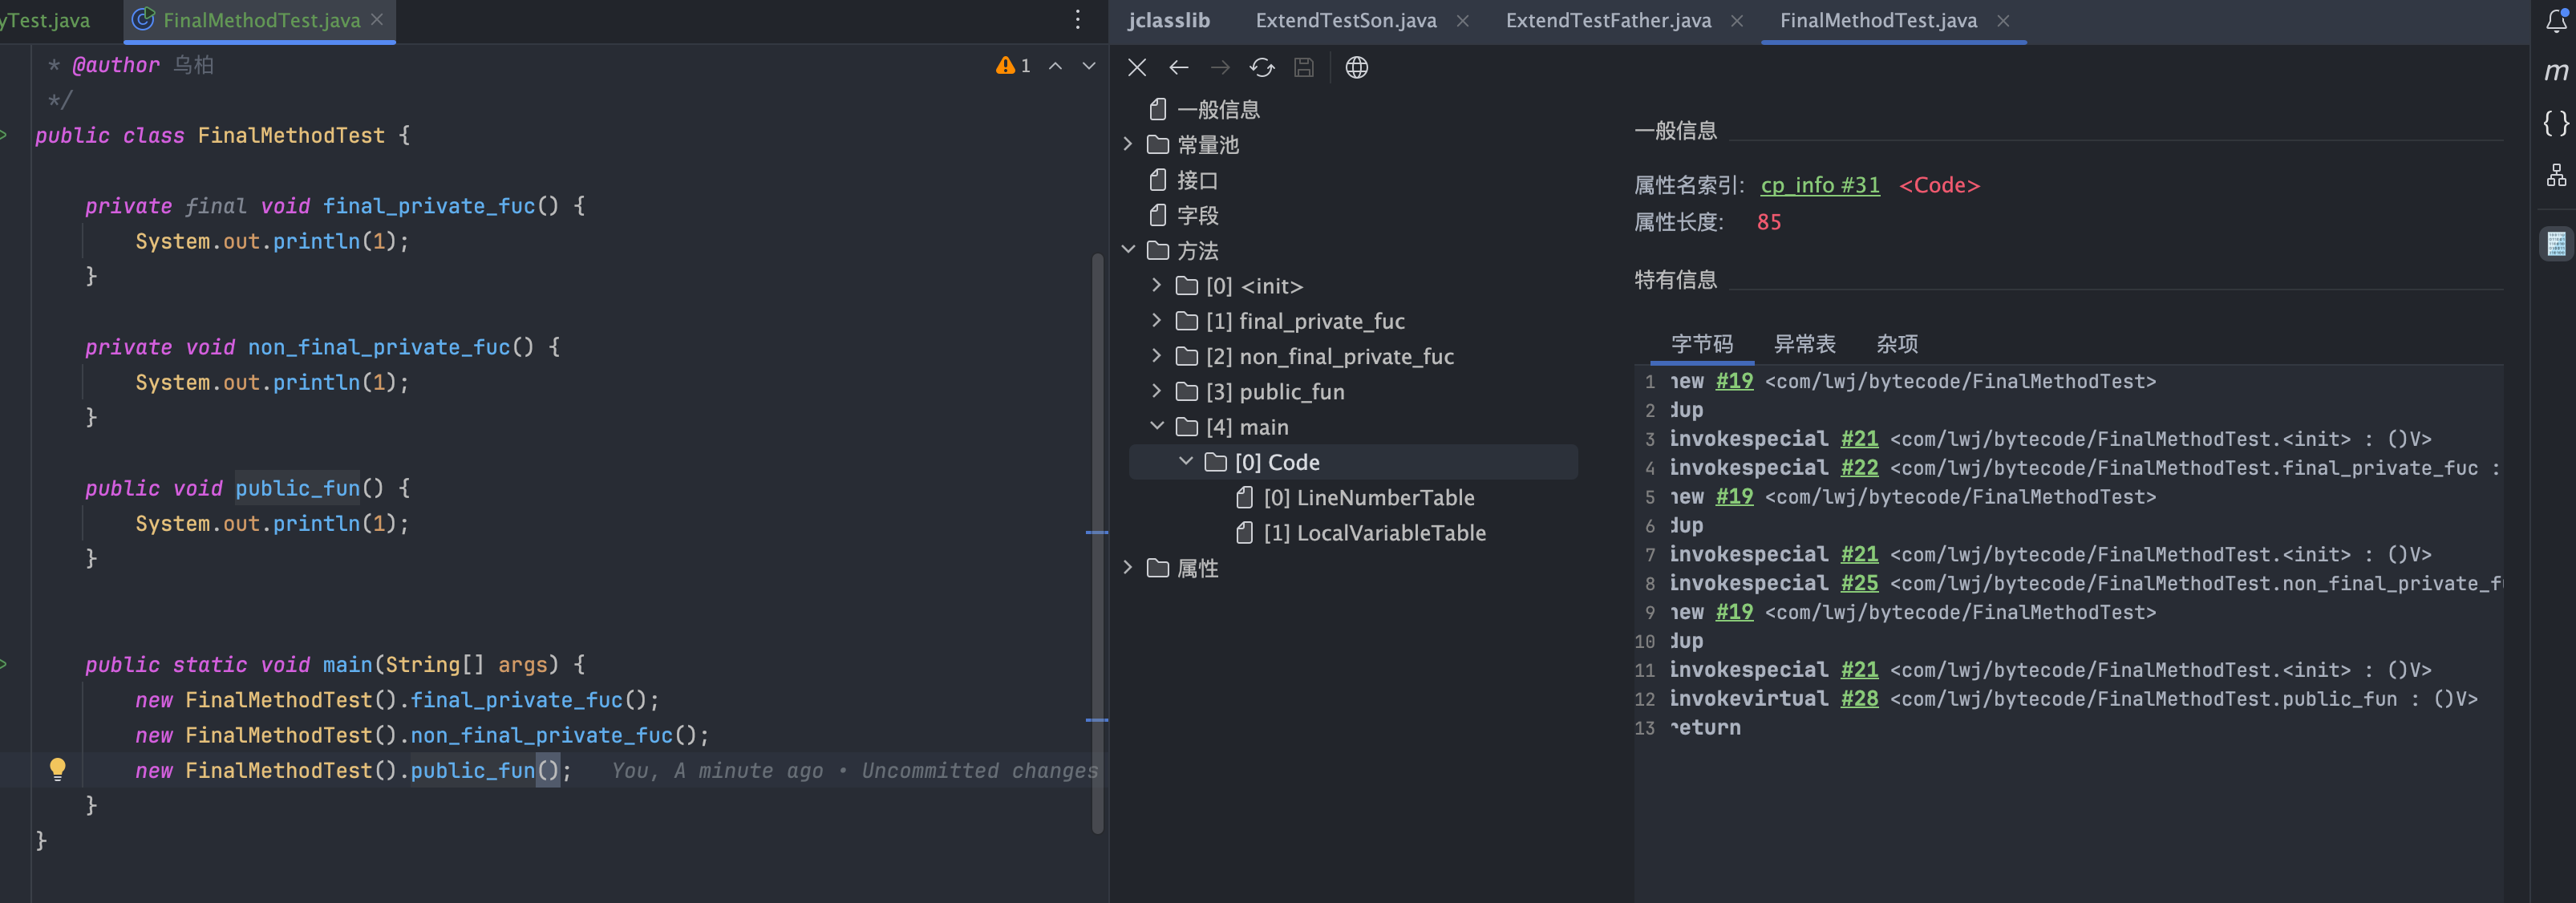 yTest.java
FinalMethodTest.java
* @author 乌桕
*/
1
public class FinalMethodTest {
private final void final_private_fuc() {
System.out.println(1);
}
private void non_final_private_fuc() {
System.out.println(1);
}
public void public_fun() {
System.out.println(1);
}
public static void main(String[] args) {
new FinalMethodTest().final_private_fuc();
new FinalMethodTest().non_final_private_fuc();
new FinalMethodTest().public_fun(); You, A minute ago • Uncommitted changes
}
}
jclasslib
ExtendTestSon.java
ExtendTestFather.java
FinalMethodTest.java
一般信息
常量池
接口
字段
方法
[0] <init>
[1] final_private_fuc
[2] non_final_private_fuc
[3] public_fun
[4] main
[0] Code
[0] LineNumberTable
[1] LocalVariableTable
属性
一般信息
属性名索引: cp_info #31 <Code>
属性长度: 85
特有信息
字节码 异常表 杂项
1 new #19 <com/lwj/bytecode/FinalMethodTest>
2 dup
3 invokespecial #21 <com/lwj/bytecode/FinalMethodTest.<init> : ()V>
4 invokespecial #22 <com/lwj/bytecode/FinalMethodTest.final_private_fuc :
5 new #19 <com/lwj/bytecode/FinalMethodTest>
6 dup
7 invokespecial #21 <com/lwj/bytecode/FinalMethodTest.<init> : ()V>
8 invokespecial #25 <com/lwj/bytecode/FinalMethodTest.non_final_private_fu
9 new #19 <com/lwj/bytecode/FinalMethodTest>
10 dup
11 invokespecial #21 <com/lwj/bytecode/FinalMethodTest.<init> : ()V>
12 invokevirtual #28 <com/lwj/bytecode/FinalMethodTest.public_fun : ()V>
13 return
m
{ }